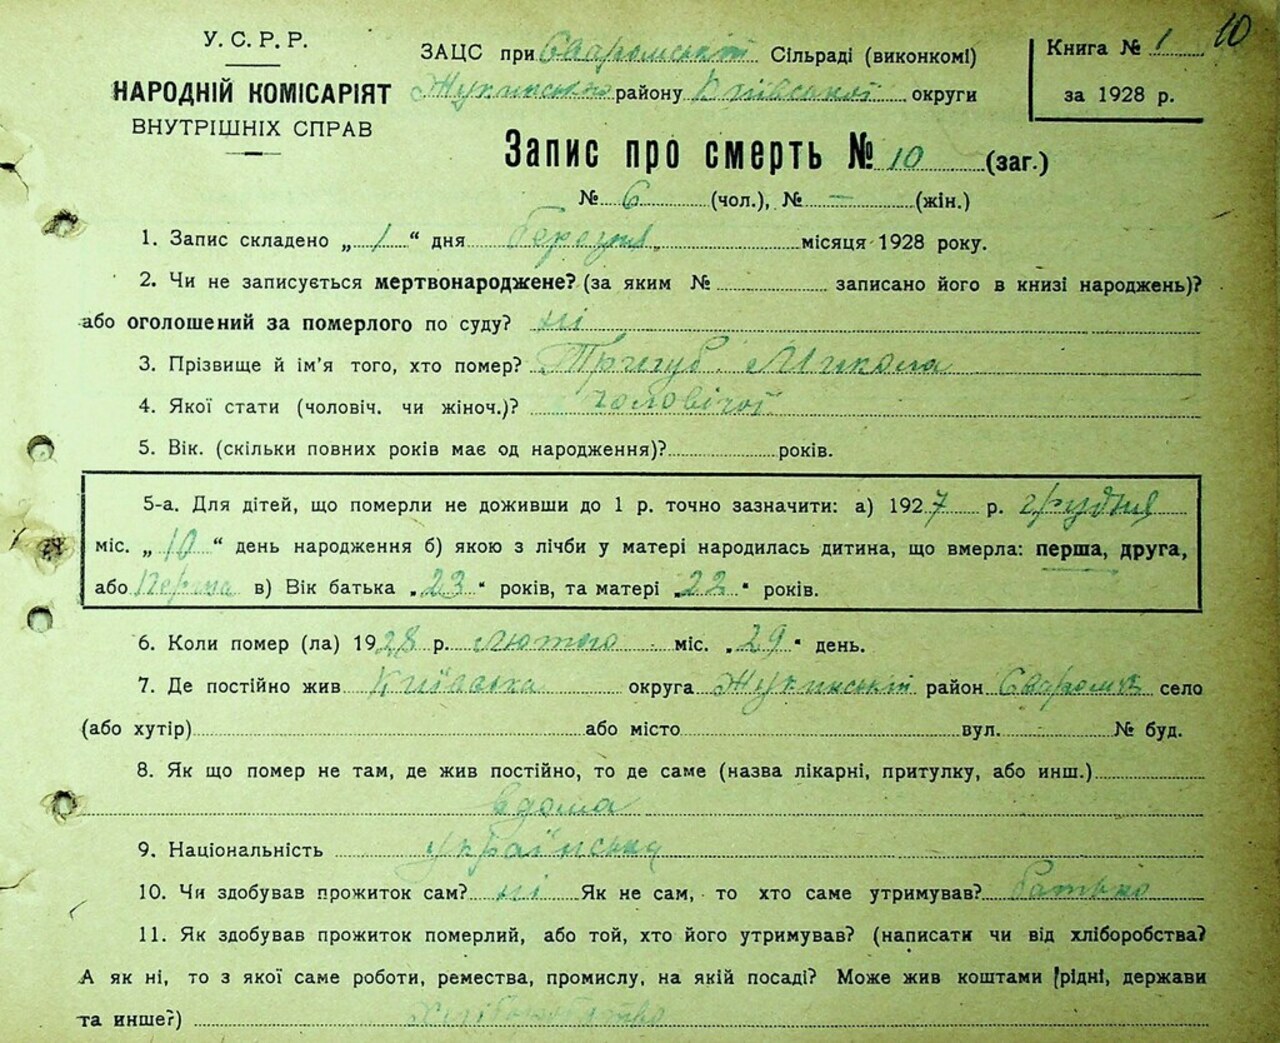 10
У. С. Р. Р.
НАРОДНІЙ КОМІСАРІЯТ
ВНУТРІШНІХ СПРАВ
ЗАЦС при Сваромській Сільраді (виконкомі)
Жукинського району Київської округи
Книга № 1
за 1928 р.
Запис про смерть № 10 (заг.)
№ 6 (чол.), № — (жін.)
1. Запис складено „ 1 “ дня березня місяця 1928 року.
2. Чи не записується мертвонароджене? (за яким № записано його в книзі народжень)?
або оголошений за померлого по суду? ні
3. Прізвище й ім’я того, хто помер? Тригуб Микола
4. Якої стати (чоловіч. чи жіноч.)? чоловічої
5. Вік. (скільки повних років має од народження)? років.
5-а. Для дітей, що померли не доживши до 1 р. точно зазначити: а) 1927 р. грудня
міс. „ 10 “ день народження б) якою з лічби у матері народилась дитина, що вмерла: перша, друга,
або Перша в) Вік батька „ 23 “ років, та матері „ 22 “ років.
6. Коли помер (ла) 1928 р. лютого міс. „ 29 “ день.
7. Де постійно жив Київська округа Жукинський район Сваром’є село
(або хутір) або місто вул. № буд.
8. Як що помер не там, де жив постійно, то де саме (назва лікарні, притулку, або инш.)
вдома
9. Національність українська
10. Чи здобував прожиток сам? ні Як не сам, то хто саме утримував? батько
11. Як здобував прожиток померлий, або той, хто його утримував? (написати чи від хліборобства?
А як ні, то з якої саме роботи, ремества, промислу, на якій посаді? Може жив коштами (рідні, держави
та инше?) хліборобство